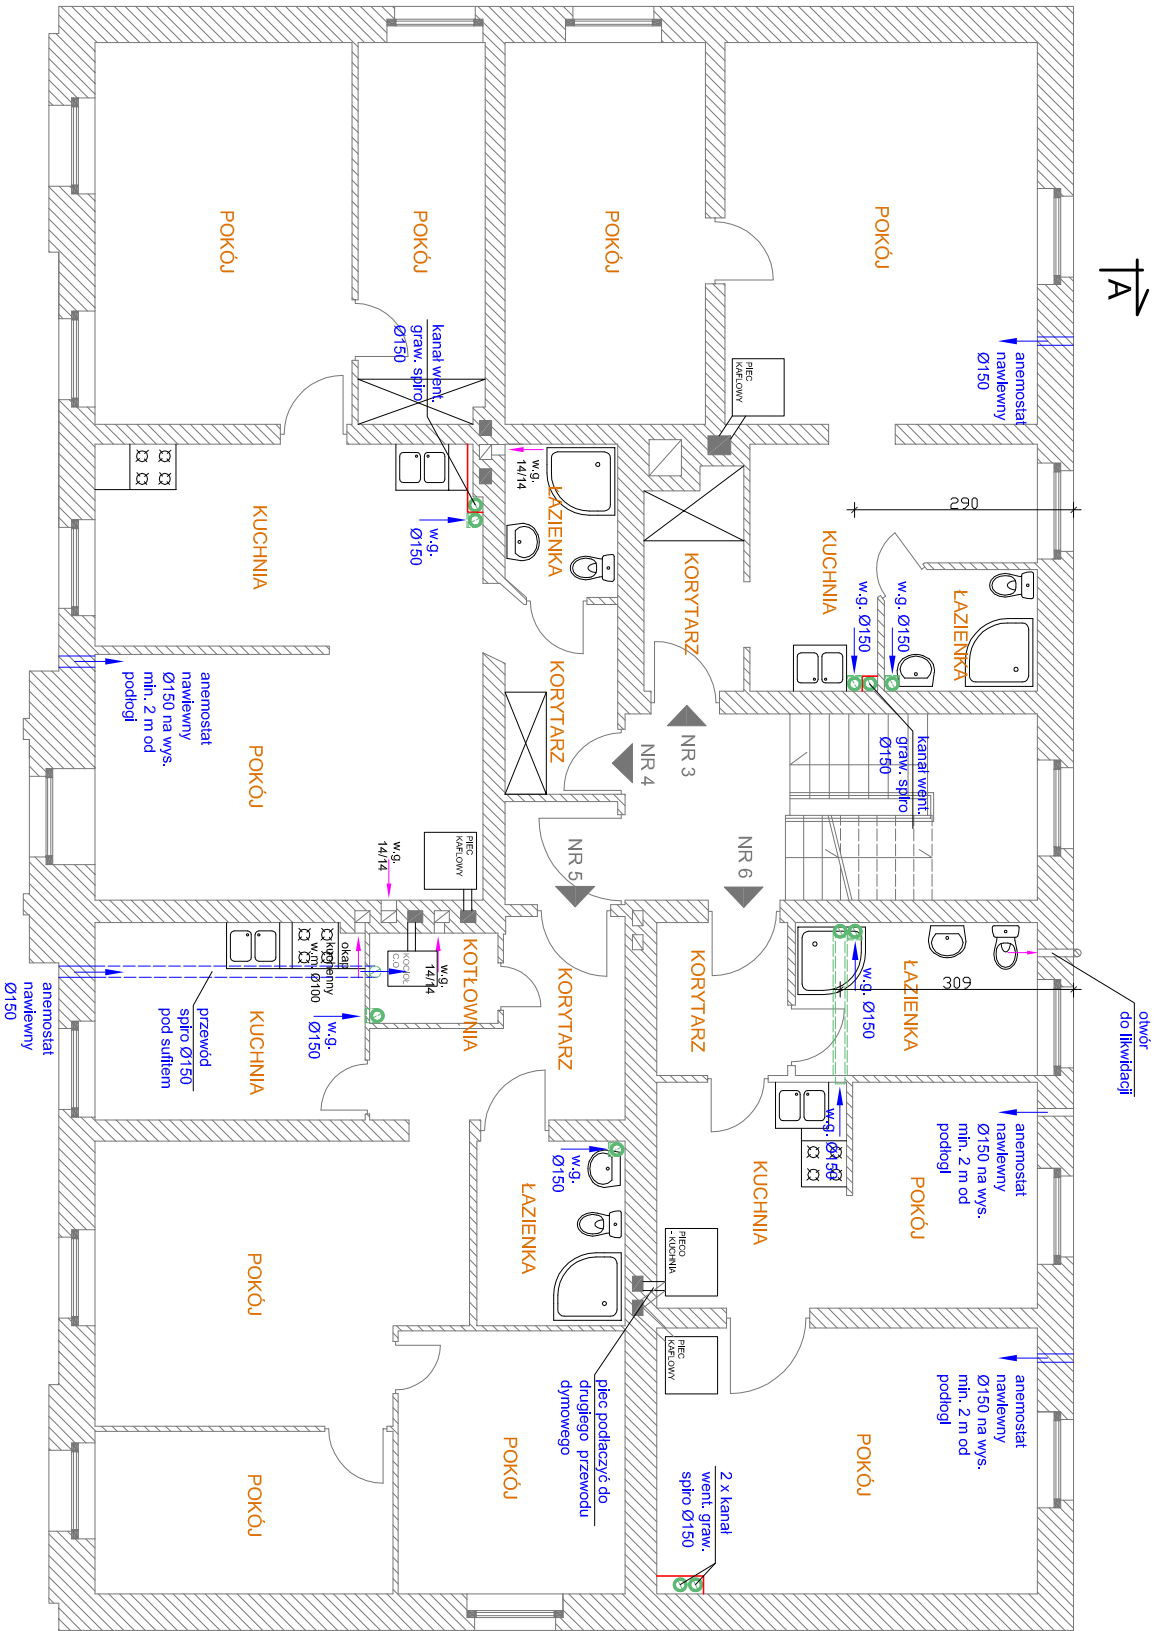 A
POKÓJ
POKÓJ
POKÓJ
POKÓJ
anemostat
nawiewny
Ø150
PIEC
KAFLOWY
kanał went.
graw. spiro
Ø150
w.g.
14/14
290
KUCHNIA
w.g.
Ø150
ŁAZIENKA
KORYTARZ
KUCHNIA
w.g. Ø150
w.g. Ø150
ŁAZIENKA
KORYTARZ
anemostat
nawiewny
Ø150 na wys.
min. 2 m od
podłogi
POKÓJ
NR 3
NR 4
kanał went.
graw. spiro
Ø150
NR 5
NR 6
PIEC
KAFLOWY
w.g.
14/14
KUCHNIA
okap
kuchenny
w.m. Ø100
KOCIOŁ
C.O.
w.g.
14/14
KOTŁOWNIA
KORYTARZ
KORYTARZ
w.g. Ø150
ŁAZIENKA
309
otwór
do likwidacji
anemostat
nawiewny
Ø150
przewód
spiro Ø150
pod sufitem
w.g.
Ø150
w.g.
Ø150
ŁAZIENKA
w.g. Ø150
KUCHNIA
POKÓJ
anemostat
nawiewny
Ø150 na wys.
min. 2 m od
podłogi
PIECO
- KUCHNIA
POKÓJ
PIEC
KAFLOWY
piec podłaczyć do
drugiego przewodu
dymowego
anemostat
nawiewny
Ø150 na wys.
min. 2 m od
podłogi
POKÓJ
POKÓJ
POKÓJ
2 x kanał
went. graw.
spiro Ø150